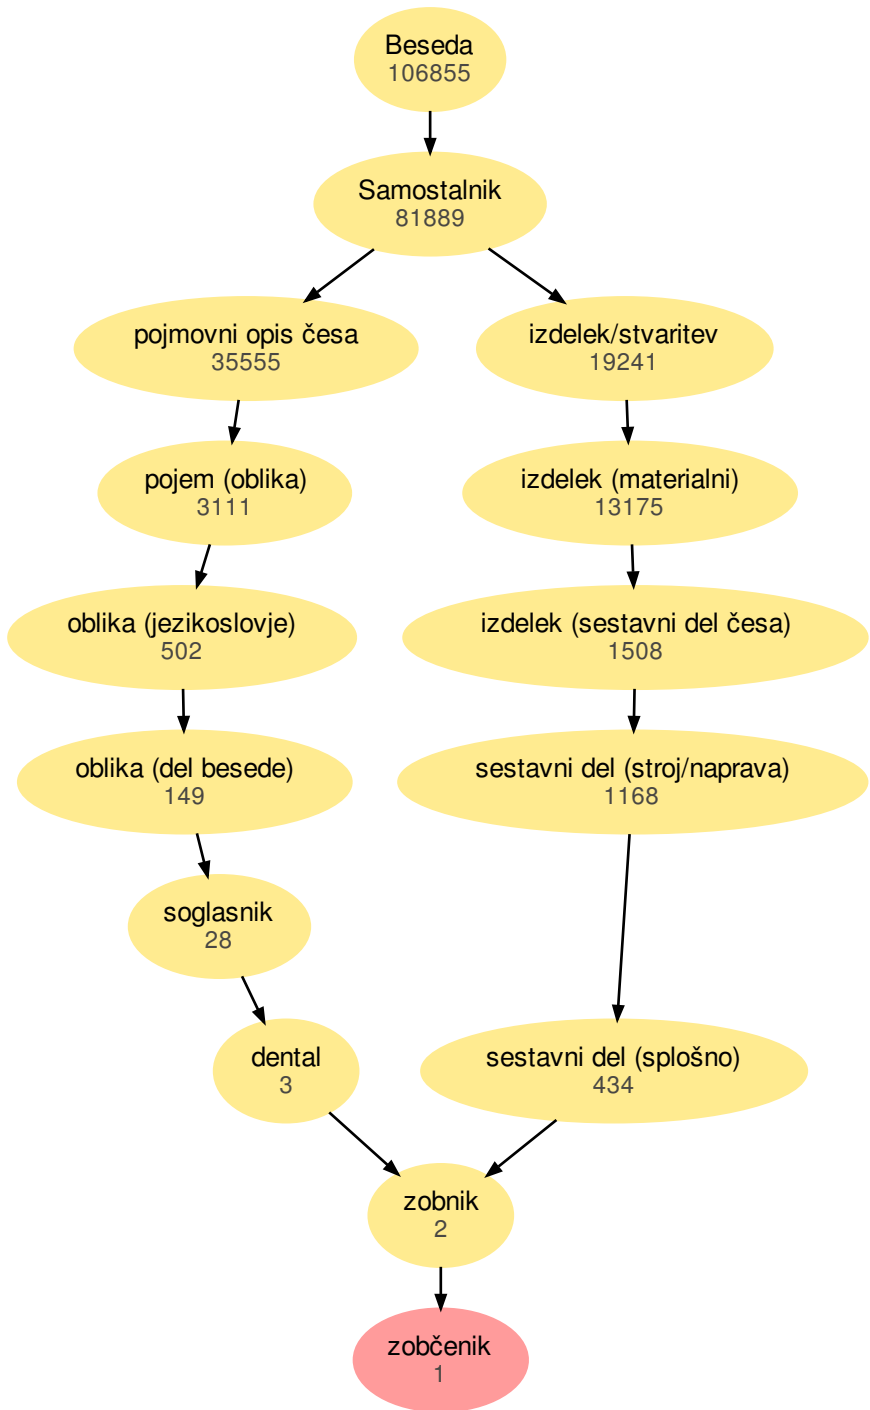 Beseda
106855
Samostalnik
81889
pojmovni opis česa
35555
izdelek/stvaritev
19241
pojem (oblika)
3111
izdelek (materialni)
13175
oblika (jezikoslovje)
502
izdelek (sestavni del česa)
1508
oblika (del besede)
149
sestavni del (stroj/naprava)
1168
soglasnik
28
dental
3
sestavni del (splošno)
434
zobnik
2
zobčenik
1